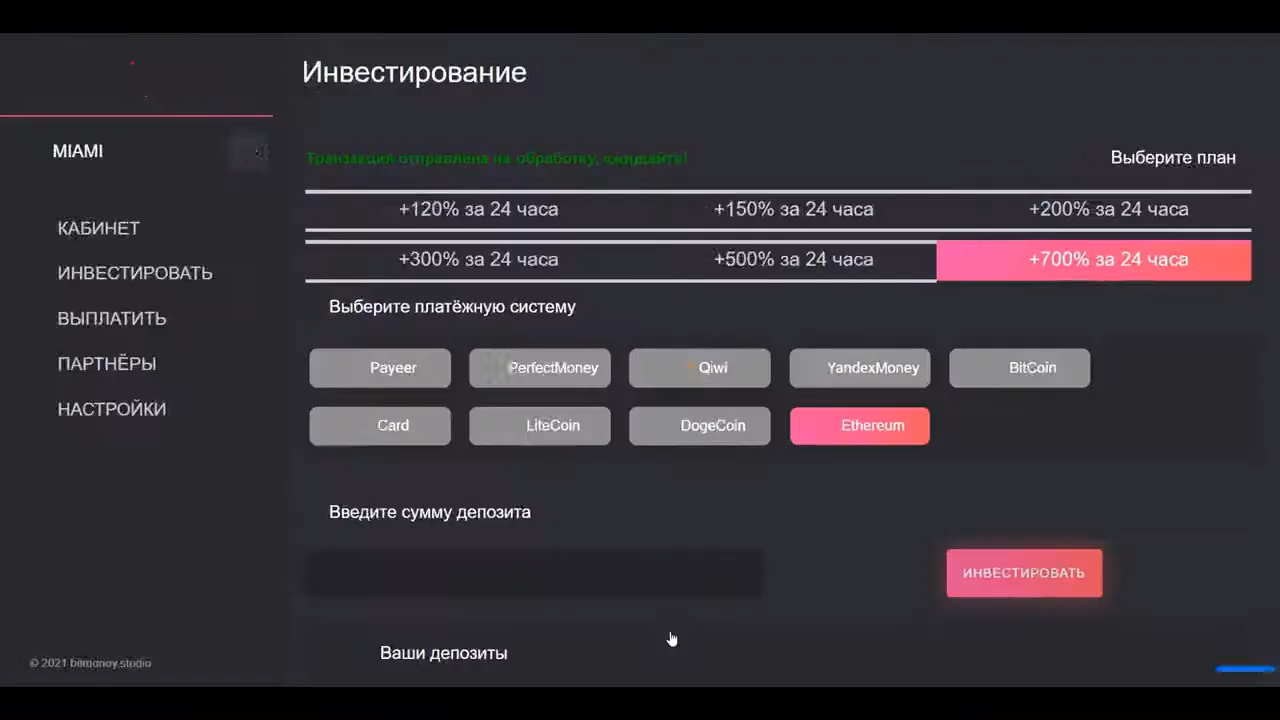 Инвестирование
MIAMI
Транзакция отправлена на обработку, ожидайте!
Выберите план
+120% за 24 часа
+150% за 24 часа
+200% за 24 часа
+300% за 24 часа
+500% за 24 часа
+700% за 24 часа
КАБИНЕТ
ИНВЕСТИРОВАТЬ
ВЫПЛАТИТЬ
ПАРТНЁРЫ
НАСТРОЙКИ
Выберите платёжную систему
Payeer
PerfectMoney
Qiwi
YandexMoney
BitCoin
Card
LiteCoin
DogeCoin
Ethereum
Введите сумму депозита
ИНВЕСТИРОВАТЬ
Ваши депозиты
© 2021 bitmoney.studio